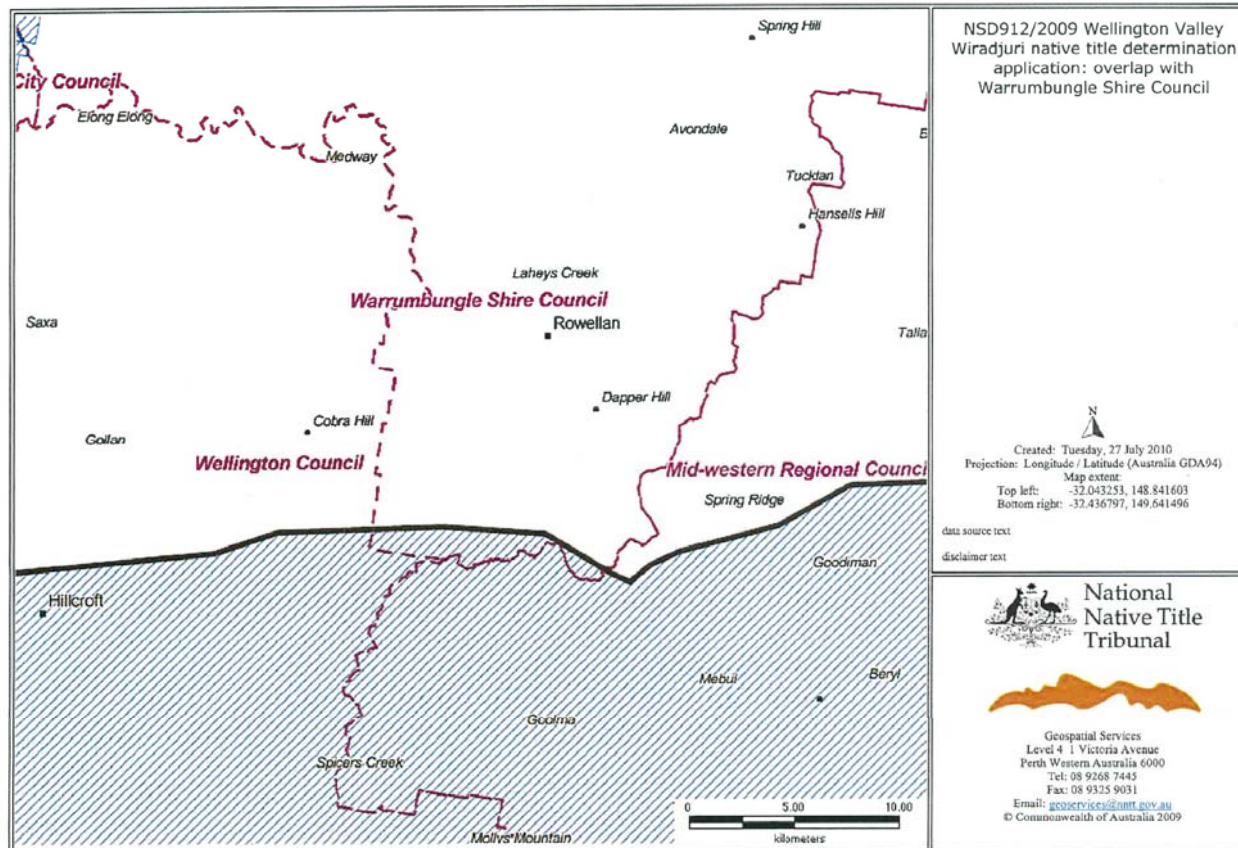 Spring Hill
City Council
Elong Elong
Avondale
Medway
Tucklan
Hansells Hill
Laheys Creek
Warrumbungle Shire Council
Saxa
Rowellan
Talla
Dapper Hill
Cobra Hill
Gollan
Wellington Council
Mid-western Regional Counci
Spring Ridge
Goodiman
Hillcroft
Mebul
Beryl
Goolma
Spicers Creek
Mollys Mountain
0 5.00 10.00
kilometers
NSD912/2009 Wellington Valley
Wiradjuri native title determination
application: overlap with
Warrumbungle Shire Council
N
Created: Tuesday, 27 July 2010
Projection: Longitude / Latitude (Australia GDA94)
Map extent:
Top left: -32.043253, 148.841603
Bottom right: -32.436797, 149.641496
data source text
disclaimer text
National
Native Title
Tribunal
Geospatial Services
Level 4 1 Victoria Avenue
Perth Western Australia 6000
Tel: 08 9268 7445
Fax: 08 9325 9031
Email: geoservices@nntt.gov.au
© Commonwealth of Australia 2009